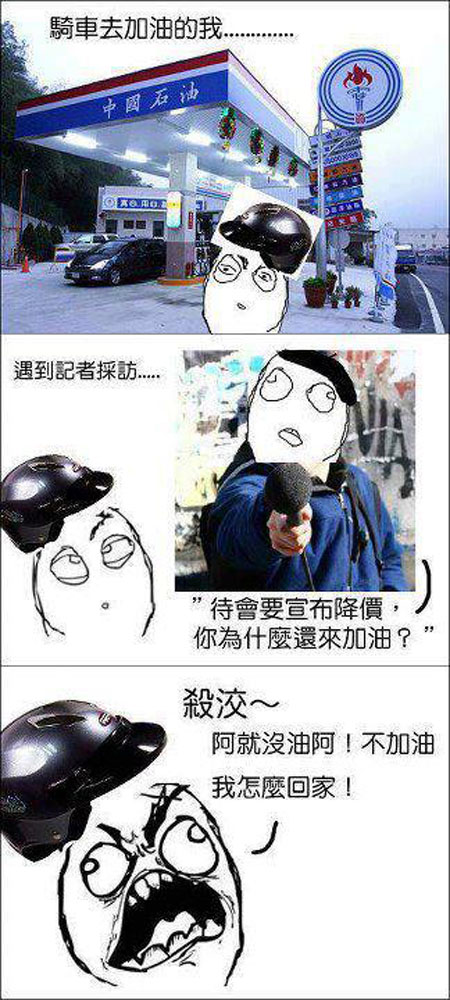 騎車去加油的我.............
中國石油
遇到記者採訪.....
”待會要宣布降價，
你為什麼還來加油？”
殺洨～
阿就沒油阿！不加油
我怎麼回家！